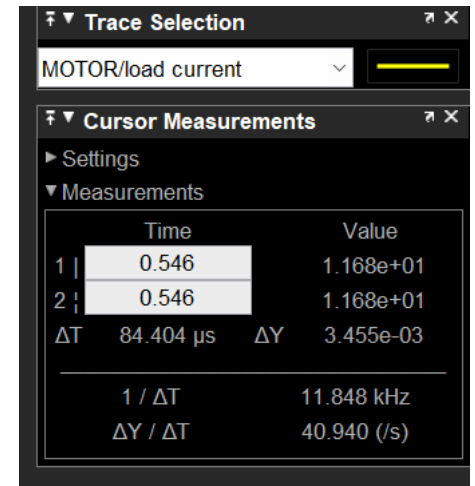 Trace Selection
MOTOR/load current
Cursor Measurements
Settings
Measurements
Time Value
1 | 0.546 1.168e+01
2 ¦ 0.546 1.168e+01
ΔT 84.404 µs ΔY 3.455e-03
1 / ΔT 11.848 kHz
ΔY / ΔT 40.940 (/s)